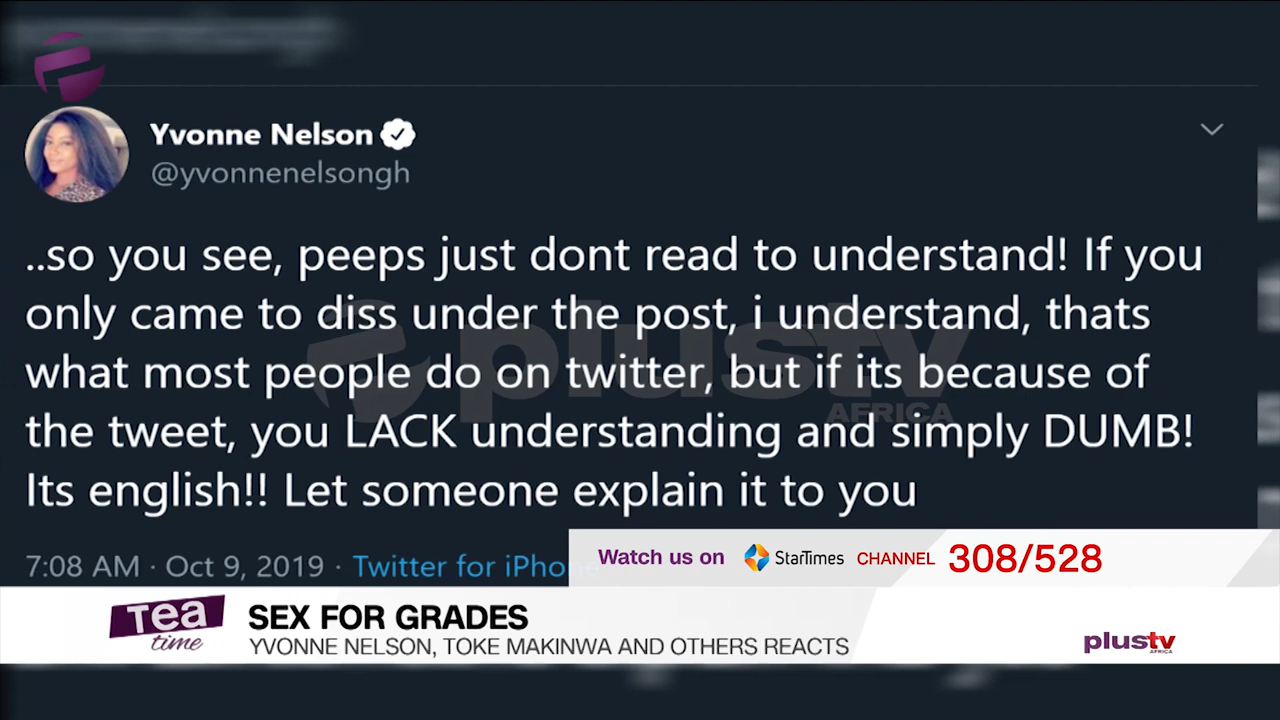 Yvonne Nelson
@yvonnenelsongh
..so you see, peeps just dont read to understand! If you
only came to diss under the post, i understand, thats
what most people do on twitter, but if its because of
the tweet, you LACK understanding and simply DUMB!
Its english!! Let someone explain it to you
plustv
AFRICA
7:08 AM · Oct 9, 2019 · Twitter for iPhone
Watch us on StarTimes CHANNEL 308/528
Tea time
SEX FOR GRADES
YVONNE NELSON, TOKE MAKINWA AND OTHERS REACTS
plustv
AFRICA